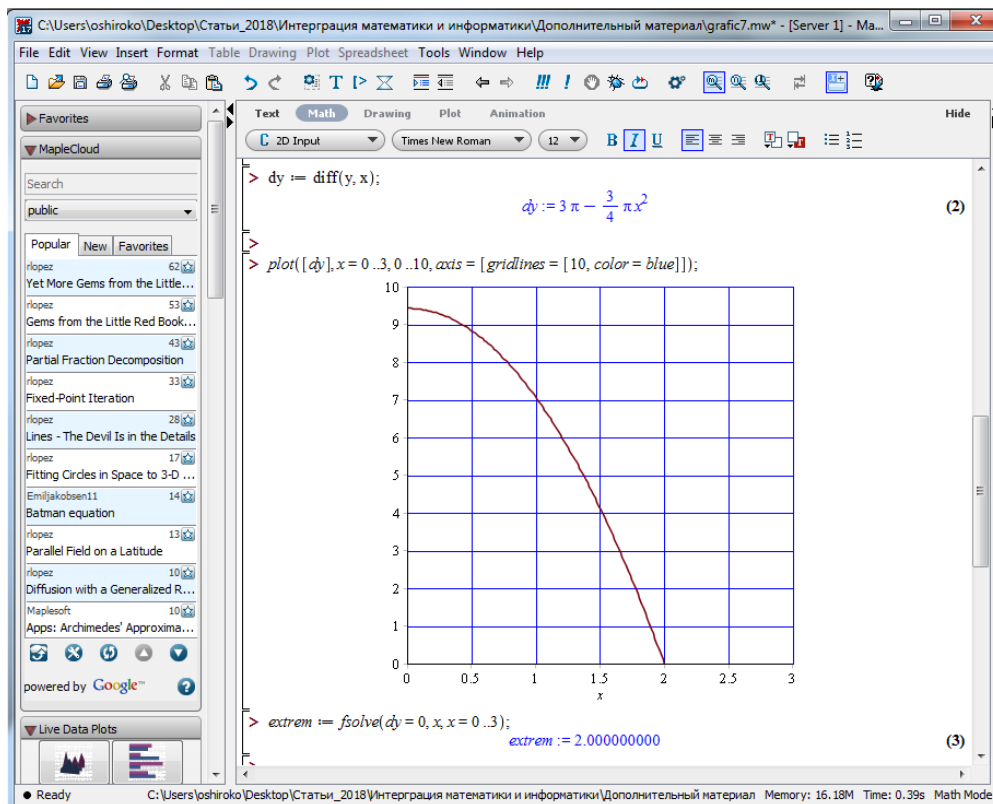 C:\Users\oshiroko\Desktop\Статьи_2018\Интерграция математики и информатики\Дополнительный материал\grafic7.mw* - [Server 1] - Ma...
File Edit View Insert Format Table Drawing Plot Spreadsheet Tools Window Help
Favorites
MapleCloud
Search
public
Popular New Favorites
rlopez 62
Yet More Gems from the Little...
rlopez 53
Gems from the Little Red Book...
rlopez 43
Partial Fraction Decomposition
rlopez 33
Fixed-Point Iteration
rlopez 28
Lines - The Devil Is in the Details
rlopez 17
Fitting Circles in Space to 3-D ...
Emiljakobsen11 14
Batman equation
rlopez 13
Parallel Field on a Latitude
rlopez 10
Diffusion with a Generalized R...
Maplesoft 10
Apps: Archimedes' Approxima...
powered by Google™
Live Data Plots
Text Math Drawing Plot Animation Hide
C 2D Input Times New Roman 12 B I U
> dy := diff(y, x);
dy := 3 π − 3/4 π x² (2)
>
> plot([dy], x = 0 ..3, 0 ..10, axis = [gridlines = [10, color = blue]]);
10
9
8
7
6
5
4
3
2
1
0
0 0.5 1 1.5 2 2.5 3
x
> extrem := fsolve(dy = 0, x, x = 0 ..3);
extrem := 2.000000000 (3)
>
Ready C:\Users\oshiroko\Desktop\Статьи_2018\Интерграция математики и информатики\Дополнительный материал Memory: 16.18M Time: 0.39s Math Mode